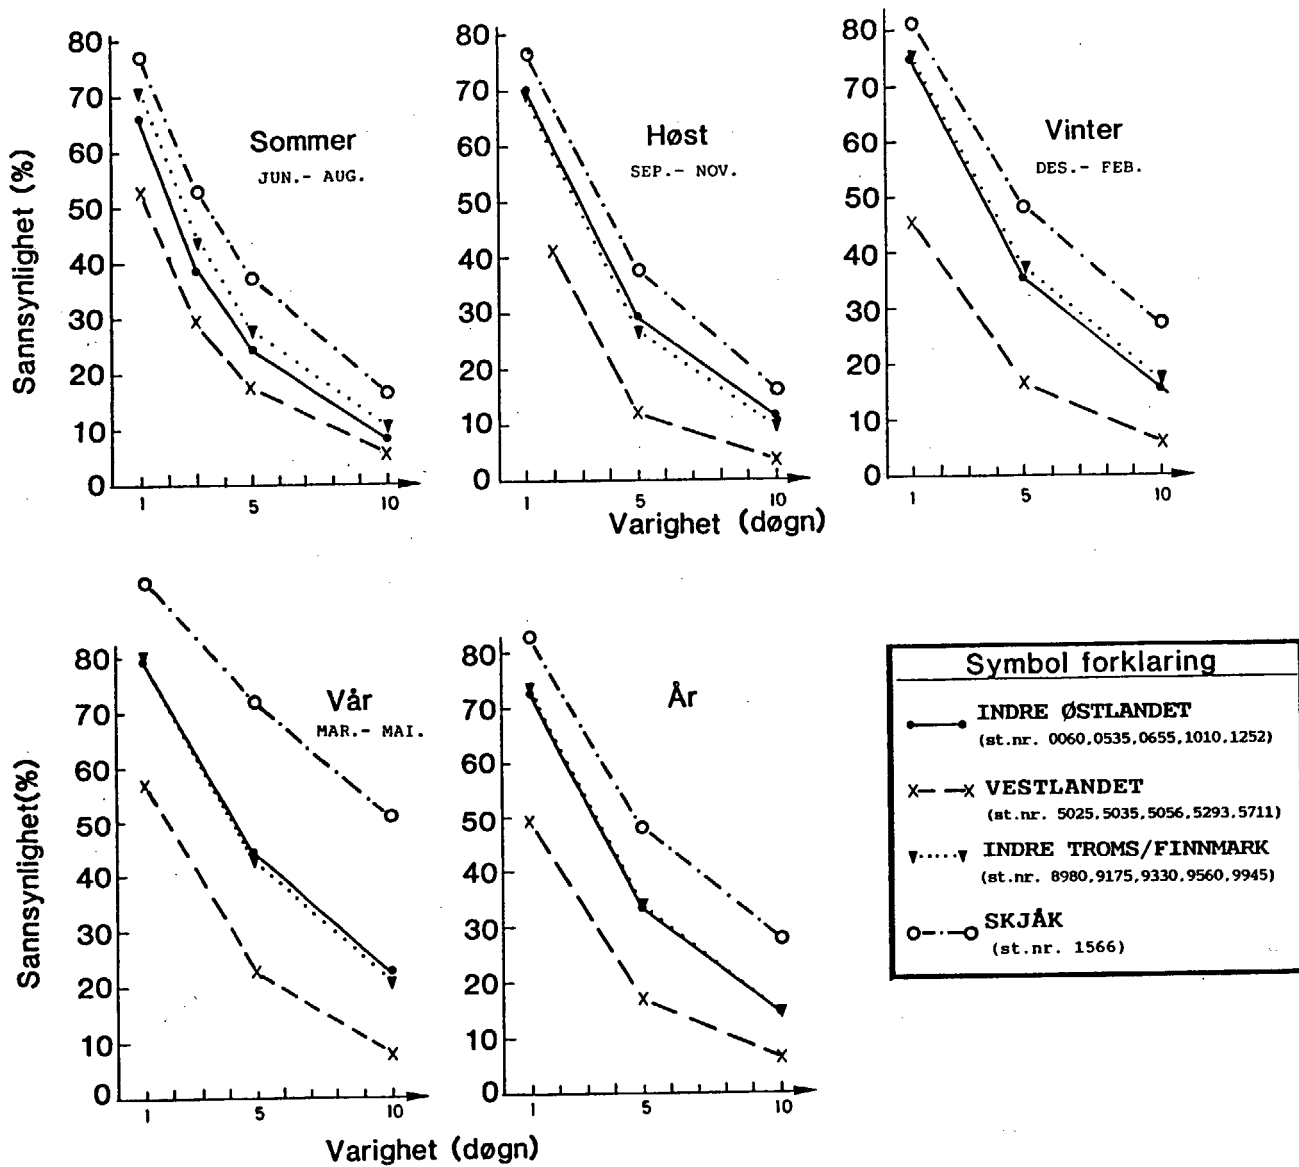 Sommer
JUN.- AUG.
Sannsynlighet (%)
80
70
60
50
40
30
20
10
0
1
5
10
Høst
SEP.- NOV.
80
70
60
50
40
30
20
10
0
1
5
10
Varighet (døgn)
Vinter
DES.- FEB.
80
70
60
50
40
30
20
10
0
1
5
10
Vår
MAR.- MAI.
Sannsynlighet(%)
80
70
60
50
40
30
20
10
0
1
5
10
Varighet (døgn)
År
80
70
60
50
40
30
20
10
0
1
5
10
Symbol forklaring
INDRE ØSTLANDET
(st.nr. 0060,0535,0655,1010,1252)
VESTLANDET
(st.nr. 5025,5035,5056,5293,5711)
INDRE TROMS/FINNMARK
(st.nr. 8980,9175,9330,9560,9945)
SKJÅK
(st.nr. 1566)